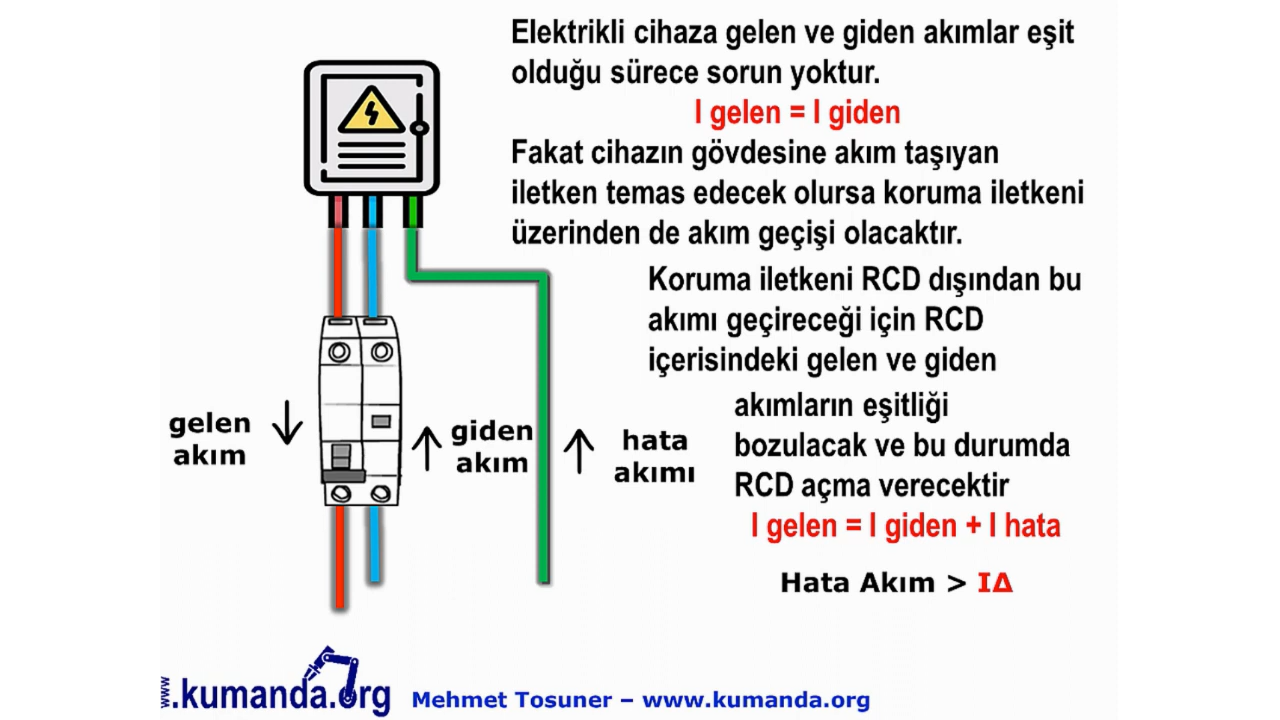 Elektrikli cihaza gelen ve giden akımlar eşit
olduğu sürece sorun yoktur.
I gelen = I giden
Fakat cihazın gövdesine akım taşıyan
iletken temas edecek olursa koruma iletkeni
üzerinden de akım geçişi olacaktır.
Koruma iletkeni RCD dışından bu
akımı geçireceği için RCD
içerisindeki gelen ve giden
akımların eşitliği
bozulacak ve bu durumda
RCD açma verecektir
I gelen = I giden + I hata
Hata Akım > IΔ
gelen
akım
giden
akım
hata
akımı
www.kumanda.org
Mehmet Tosuner – www.kumanda.org